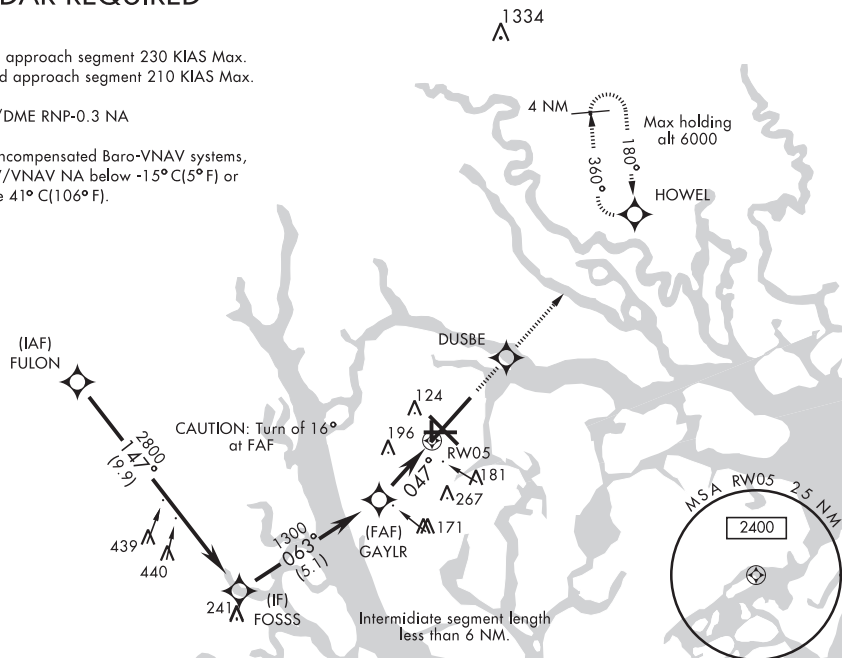 DAR REQUIRED
1334
approach segment 230 KIAS Max.
d approach segment 210 KIAS Max.
/DME RNP-0.3 NA
ncompensated Baro-VNAV systems,
/VNAV NA below -15°C(5°F) or
e 41°C(106°F).
4 NM
Max holding
alt 6000
360°
180°
HOWEL
(IAF)
FULON
DUSBE
2800
147°
(9.9)
CAUTION: Turn of 16°
at FAF
124
196
RW05
047°
181
267
171
(FAF)
GAYLR
1300
063°
(5.1)
439
440
241
(IF)
FOSSS
Intermidiate segment length
less than 6 NM.
MSA RW05 25 NM
2400